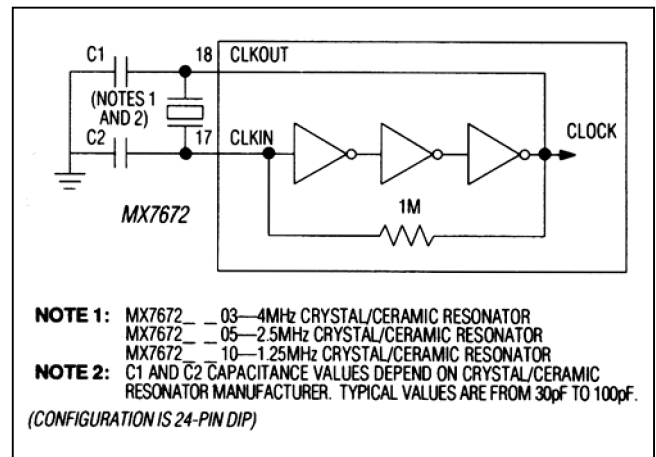 C1
18 CLKOUT
(NOTES 1
AND 2)
C2
17 CLKIN
CLOCK
MX7672
1M
NOTE 1: MX7672_ _ 03—4MHz CRYSTAL/CERAMIC RESONATOR
MX7672_ _ 05—2.5MHz CRYSTAL/CERAMIC RESONATOR
MX7672_ _ 10—1.25MHz CRYSTAL/CERAMIC RESONATOR
NOTE 2: C1 AND C2 CAPACITANCE VALUES DEPEND ON CRYSTAL/CERAMIC
RESONATOR MANUFACTURER. TYPICAL VALUES ARE FROM 30pF TO 100pF.
(CONFIGURATION IS 24-PIN DIP)